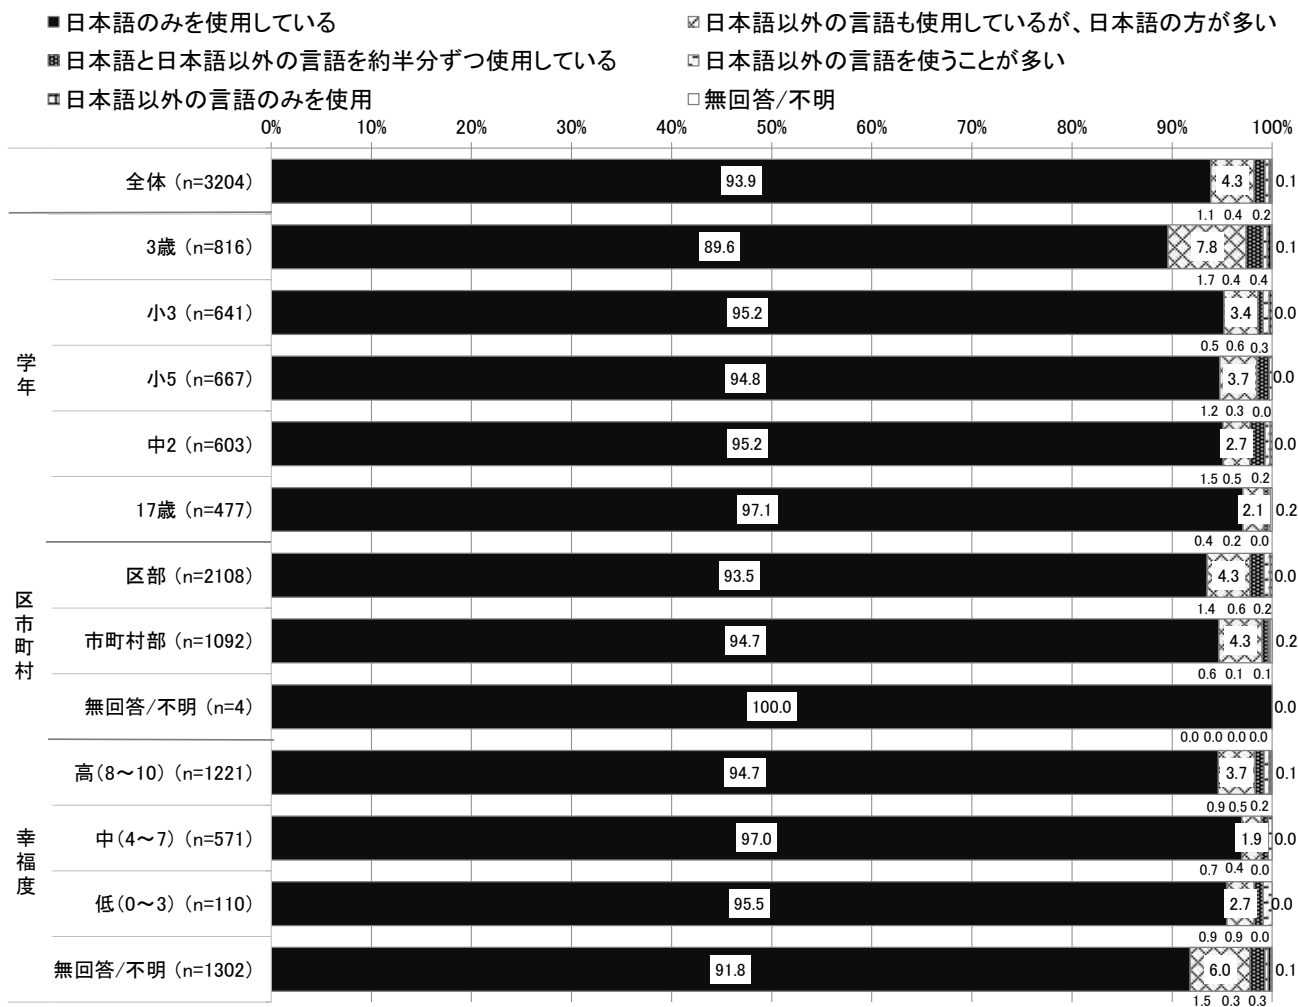 ■日本語のみを使用している
日本語以外の言語も使用しているが、日本語の方が多い
日本語と日本語以外の言語を約半分ずつ使用している
日本語以外の言語を使うことが多い
日本語以外の言語のみを使用
□無回答/不明
0% 10% 20% 30% 40% 50% 60% 70% 80% 90% 100%
全体 (n=3204) 93.9 4.3 0.1
1.1 0.4 0.2
3歳 (n=816) 89.6 7.8 0.1
1.7 0.4 0.4
小3 (n=641) 95.2 3.4 0.0
0.5 0.6 0.3
学年
小5 (n=667) 94.8 3.7 0.0
1.2 0.3 0.0
中2 (n=603) 95.2 2.7 0.0
1.5 0.5 0.2
17歳 (n=477) 97.1 2.1 0.2
0.4 0.2 0.0
区部 (n=2108) 93.5 4.3 0.0
1.4 0.6 0.2
区市町村
市町村部 (n=1092) 94.7 4.3 0.2
0.6 0.1 0.1
無回答/不明 (n=4) 100.0 0.0
0.0 0.0 0.0 0.0
高(8～10) (n=1221) 94.7 3.7 0.1
0.9 0.5 0.2
幸福度
中(4～7) (n=571) 97.0 1.9 0.0
0.7 0.4 0.0
低(0～3) (n=110) 95.5 2.7 0.0
0.9 0.9 0.0
無回答/不明 (n=1302) 91.8 6.0 0.1
1.5 0.3 0.3